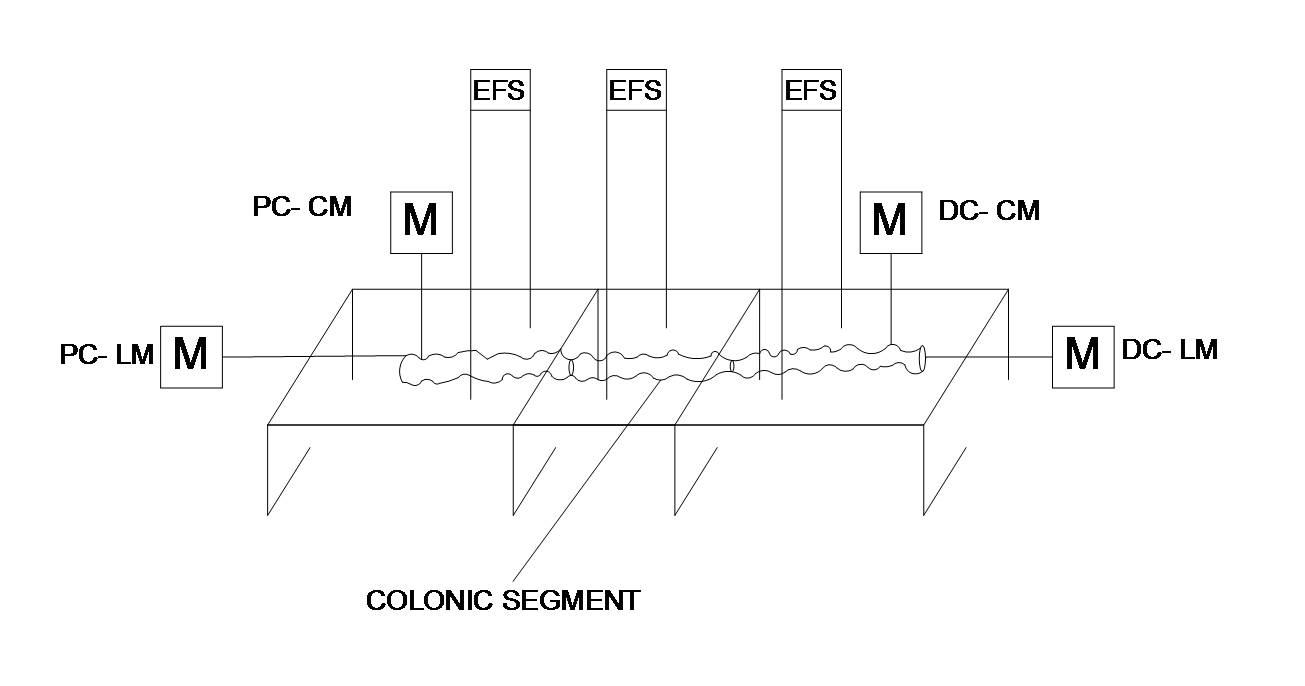 EFS
EFS
EFS
PC- CM
M
M
DC- CM
PC- LM
M
M
DC- LM
COLONIC SEGMENT